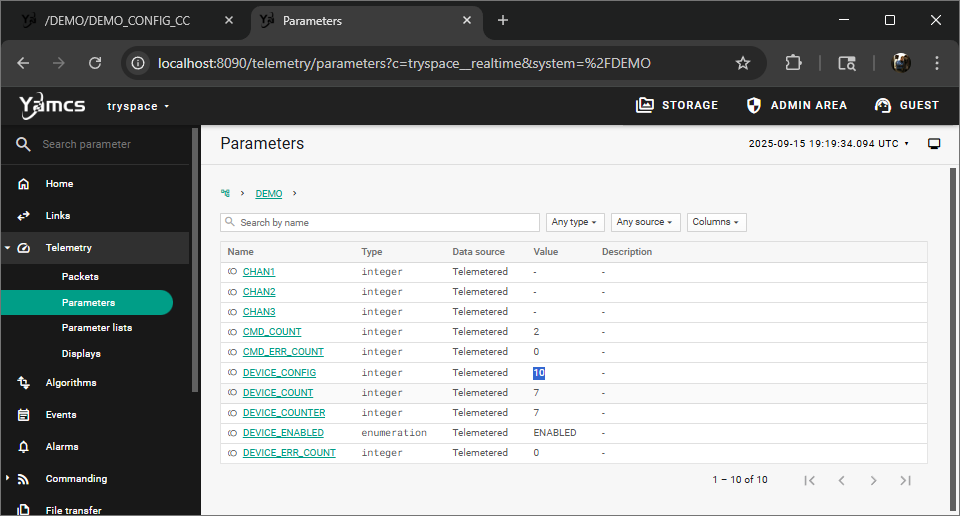 /DEMO/DEMO_CONFIG_CC
Parameters
localhost:8090/telemetry/parameters?c=tryspace__realtime&system=%2FDEMO
Yamcs tryspace STORAGE ADMIN AREA GUEST
Search parameter
Home
Links
Telemetry
Packets
Parameters
Parameter lists
Displays
Algorithms
Events
Alarms
Commanding
File transfer
Parameters 2025-09-15 19:19:34.094 UTC
DEMO
Search by name Any type Any source Columns
Name Type Data source Value Description
CHAN1 integer Telemetered - -
CHAN2 integer Telemetered - -
CHAN3 integer Telemetered - -
CMD_COUNT integer Telemetered 2 -
CMD_ERR_COUNT integer Telemetered 0 -
DEVICE_CONFIG integer Telemetered 10 -
DEVICE_COUNT integer Telemetered 7 -
DEVICE_COUNTER integer Telemetered 7 -
DEVICE_ENABLED enumeration Telemetered ENABLED -
DEVICE_ERR_COUNT integer Telemetered 0 -
1 – 10 of 10